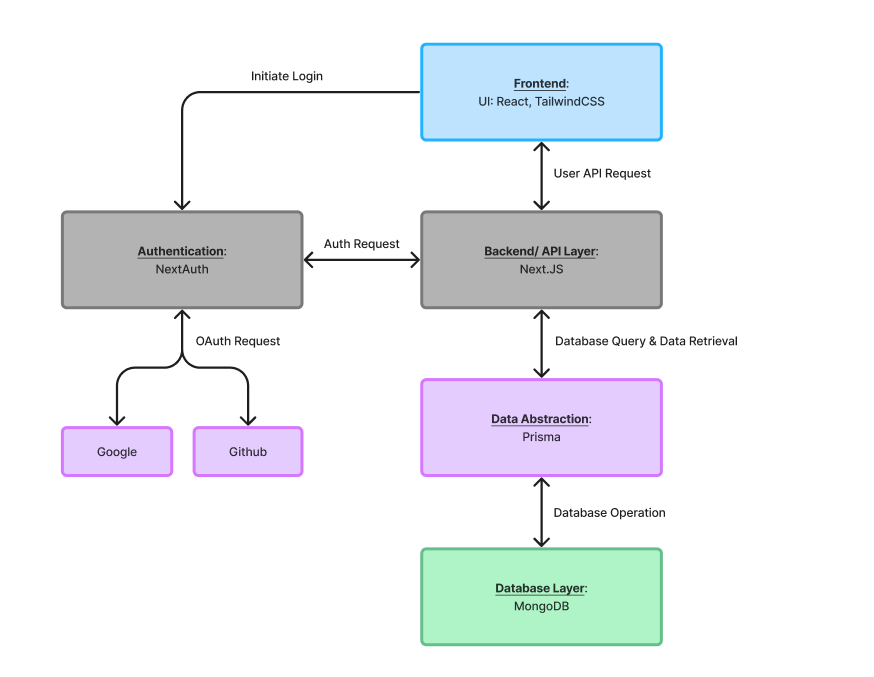 Initiate Login
Frontend:
UI: React, TailwindCSS
User API Request
Authentication:
NextAuth
Auth Request
Backend/ API Layer:
Next.JS
OAuth Request
Database Query & Data Retrieval
Google
Github
Data Abstraction:
Prisma
Database Operation
Database Layer:
MongoDB